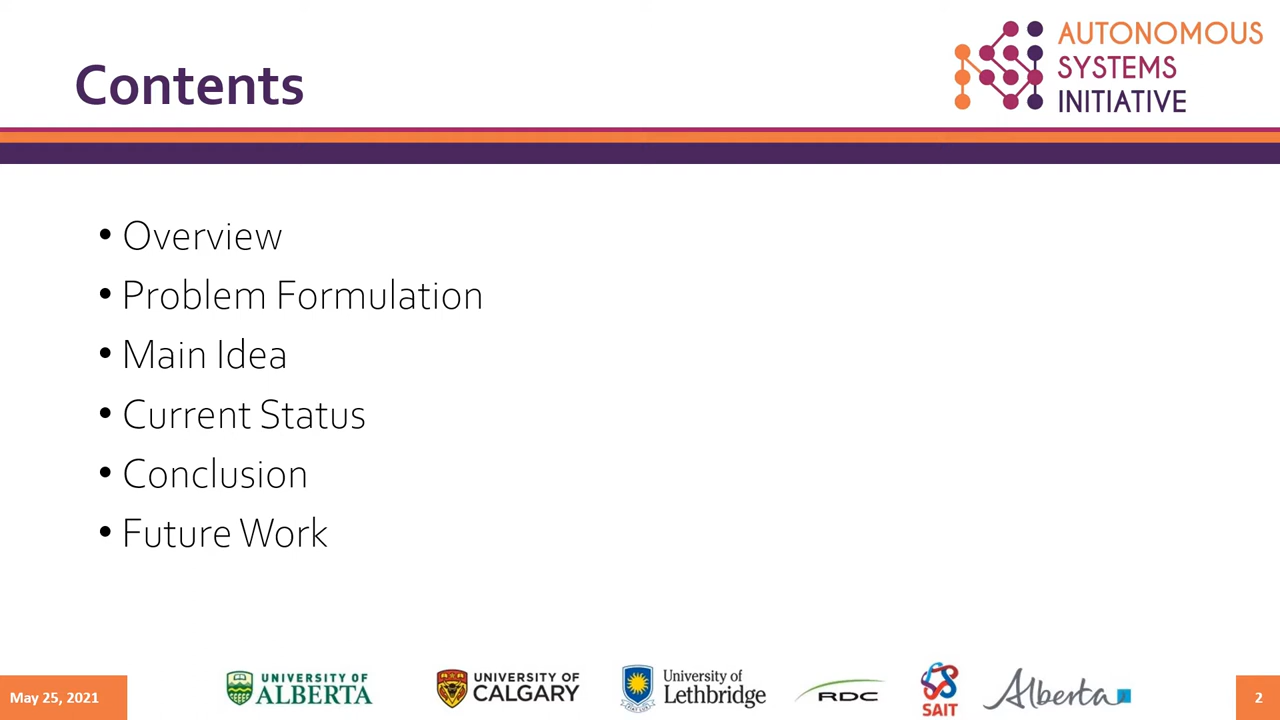 Contents
AUTONOMOUS
SYSTEMS
INITIATIVE
• Overview
• Problem Formulation
• Main Idea
• Current Status
• Conclusion
• Future Work
May 25, 2021
UNIVERSITY OF
ALBERTA
UNIVERSITY OF
CALGARY
University of
Lethbridge
RDC
SAIT
Alberta
2